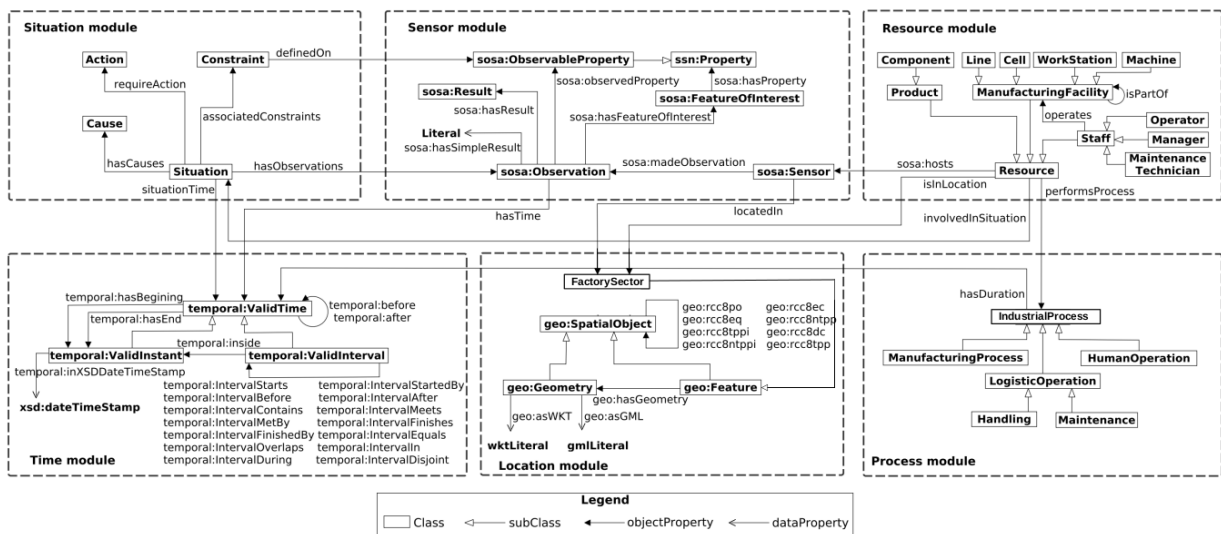 Situation module
Action
Constraint
definedOn
requireAction
associatedConstraints
Cause
hasCauses
Situation
hasObservations
situationTime
Sensor module
sosa:ObservableProperty
ssn:Property
sosa:observedProperty
sosa:hasProperty
sosa:Result
sosa:hasResult
sosa:FeatureOfInterest
sosa:hasFeatureOfInterest
Literal
sosa:hasSimpleResult
sosa:madeObservation
sosa:Observation
sosa:Sensor
sosa:hosts
hasTime
locatedIn
Resource module
Component
Line
Cell
WorkStation
Machine
Product
ManufacturingFacility
isPartOf
operates
Operator
Staff
Manager
Maintenance
Technician
Resource
isInLocation
performsProcess
involvedInSituation
temporal:hasBegining
temporal:ValidTime
temporal:before
temporal:after
temporal:hasEnd
temporal:inside
temporal:ValidInstant
temporal:ValidInterval
temporal:inXSDDateTimeStamp
xsd:dateTimeStamp
temporal:IntervalStarts
temporal:IntervalStartedBy
temporal:IntervalBefore
temporal:IntervalAfter
temporal:IntervalContains
temporal:IntervalMeets
temporal:IntervalMetBy
temporal:IntervalFinishes
temporal:IntervalFinishedBy
temporal:IntervalEquals
temporal:IntervalOverlaps
temporal:IntervalIn
temporal:IntervalDuring
temporal:IntervalDisjoint
Time module
FactorySector
geo:SpatialObject
geo:rcc8po
geo:rcc8ec
geo:rcc8eq
geo:rcc8ntpp
geo:rcc8tppi
geo:rcc8dc
geo:rcc8ntppi
geo:rcc8tpp
geo:Geometry
geo:Feature
geo:hasGeometry
geo:asWKT
geo:asGML
wktLiteral
gmlLiteral
Location module
hasDuration
IndustrialProcess
ManufacturingProcess
HumanOperation
LogisticOperation
Handling
Maintenance
Process module
Legend
Class
subClass
objectProperty
dataProperty